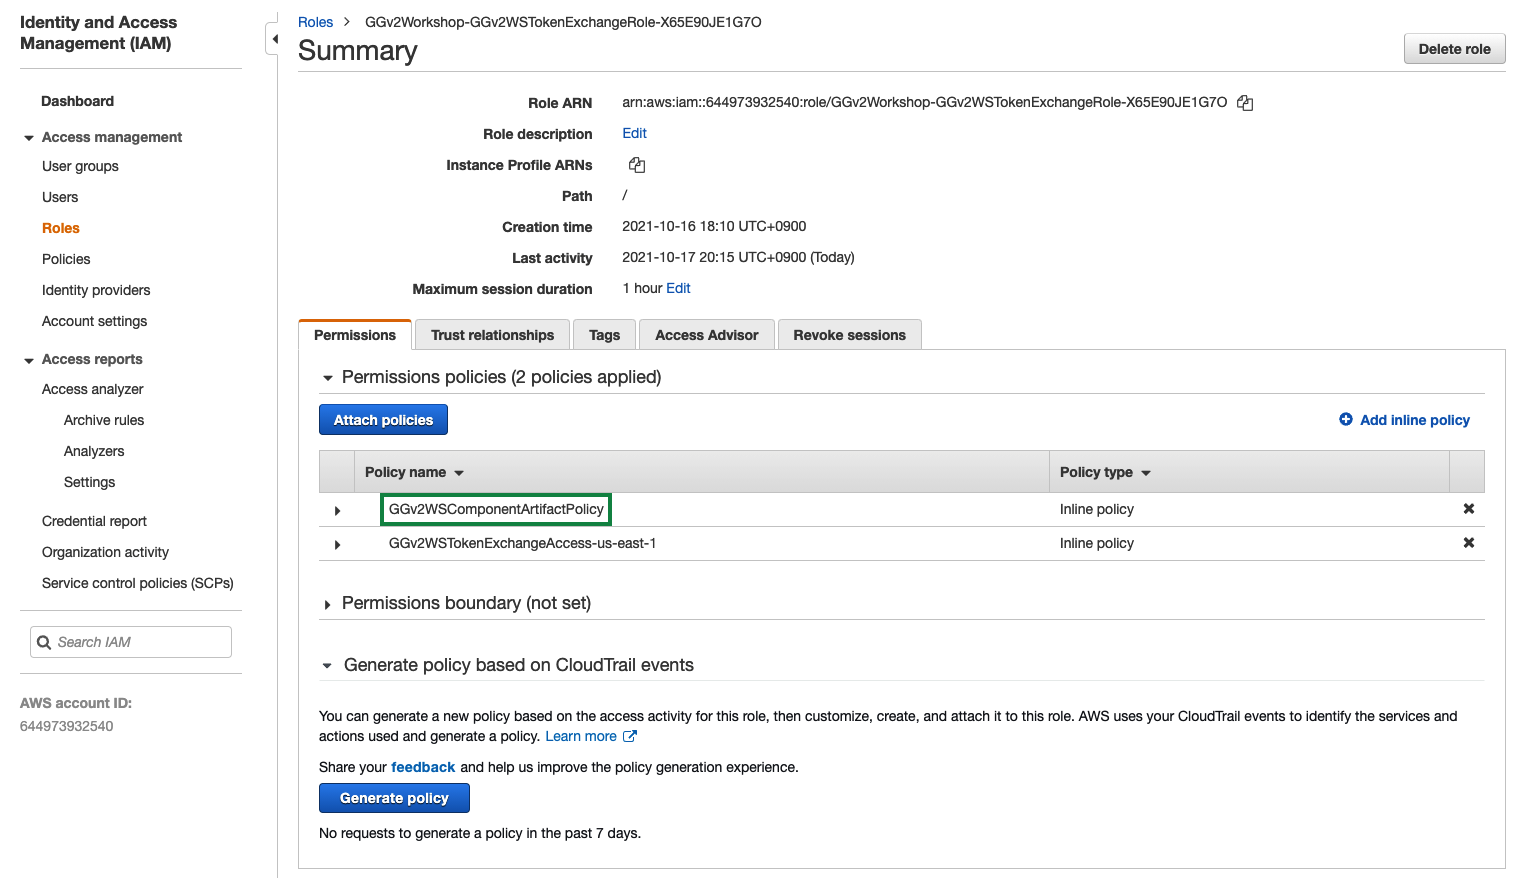 Identity and Access
Management (IAM)
Dashboard
Access management
User groups
Users
Roles
Policies
Identity providers
Account settings
Access reports
Access analyzer
Archive rules
Analyzers
Settings
Credential report
Organization activity
Service control policies (SCPs)
Search IAM
AWS account ID:
644973932540
Roles > GGv2Workshop-GGv2WSTokenExchangeRole-X65E90JE1G7O
Summary
Delete role
Role ARN arn:aws:iam::644973932540:role/GGv2Workshop-GGv2WSTokenExchangeRole-X65E90JE1G7O
Role description Edit
Instance Profile ARNs
Path /
Creation time 2021-10-16 18:10 UTC+0900
Last activity 2021-10-17 20:15 UTC+0900 (Today)
Maximum session duration 1 hour Edit
Permissions Trust relationships Tags Access Advisor Revoke sessions
Permissions policies (2 policies applied)
Attach policies Add inline policy
Policy name Policy type
GGv2WSComponentArtifactPolicy Inline policy
GGv2WSTokenExchangeAccess-us-east-1 Inline policy
Permissions boundary (not set)
Generate policy based on CloudTrail events
You can generate a new policy based on the access activity for this role, then customize, create, and attach it to this role. AWS uses your CloudTrail events to identify the services and
actions used and generate a policy. Learn more
Share your feedback and help us improve the policy generation experience.
Generate policy
No requests to generate a policy in the past 7 days.